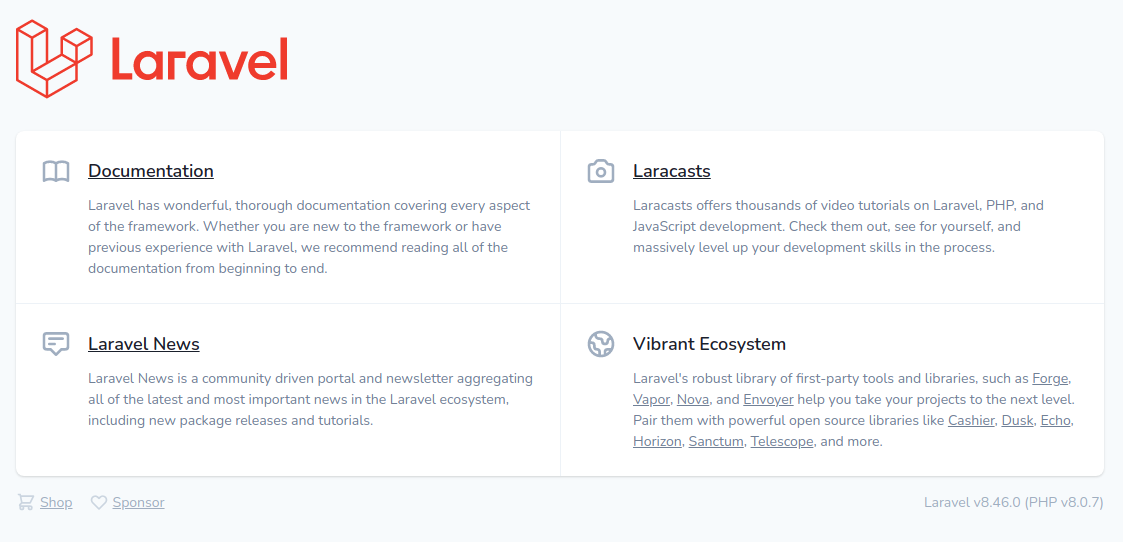 Laravel
Documentation
Laravel has wonderful, thorough documentation covering every aspect
of the framework. Whether you are new to the framework or have
previous experience with Laravel, we recommend reading all of the
documentation from beginning to end.
Laracasts
Laracasts offers thousands of video tutorials on Laravel, PHP, and
JavaScript development. Check them out, see for yourself, and
massively level up your development skills in the process.
Laravel News
Laravel News is a community driven portal and newsletter aggregating
all of the latest and most important news in the Laravel ecosystem,
including new package releases and tutorials.
Vibrant Ecosystem
Laravel's robust library of first-party tools and libraries, such as Forge,
Vapor, Nova, and Envoyer help you take your projects to the next level.
Pair them with powerful open source libraries like Cashier, Dusk, Echo,
Horizon, Sanctum, Telescope, and more.
Shop
Sponsor
Laravel v8.46.0 (PHP v8.0.7)